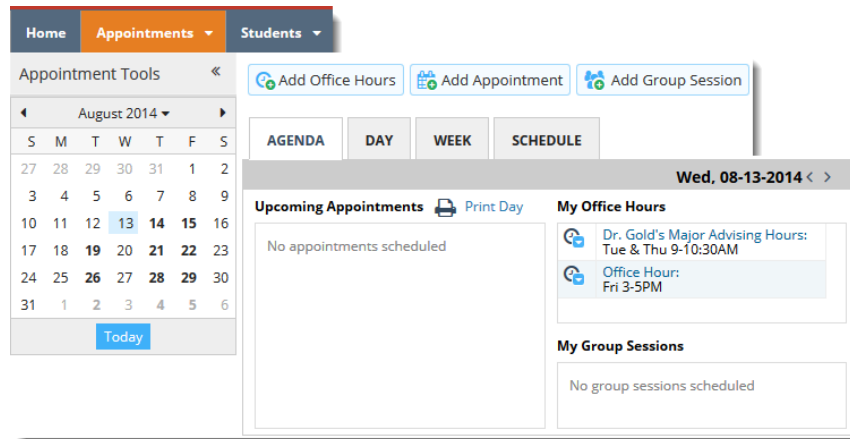 Home Appointments Students
Appointment Tools «
Add Office Hours Add Appointment Add Group Session
August 2014
S M T W T F S
27 28 29 30 31 1 2
3 4 5 6 7 8 9
10 11 12 13 14 15 16
17 18 19 20 21 22 23
24 25 26 27 28 29 30
31 1 2 3 4 5 6
Today
AGENDA DAY WEEK SCHEDULE
Wed, 08-13-2014 < >
Upcoming Appointments Print Day
No appointments scheduled
My Office Hours
Dr. Gold's Major Advising Hours:
Tue & Thu 9-10:30AM
Office Hour:
Fri 3-5PM
My Group Sessions
No group sessions scheduled